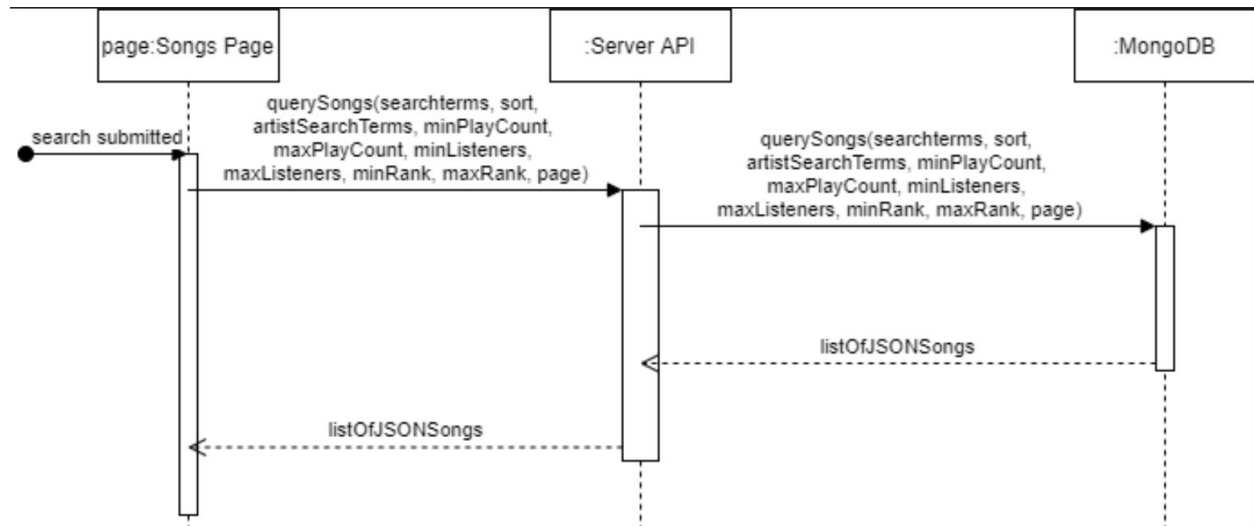 page:Songs Page
:Server API
:MongoDB
search submitted
querySongs(searchterms, sort,
artistSearchTerms, minPlayCount,
maxPlayCount, minListeners,
maxListeners, minRank, maxRank, page)
querySongs(searchterms, sort,
artistSearchTerms, minPlayCount,
maxPlayCount, minListeners,
maxListeners, minRank, maxRank, page)
listOfJSONSongs
listOfJSONSongs